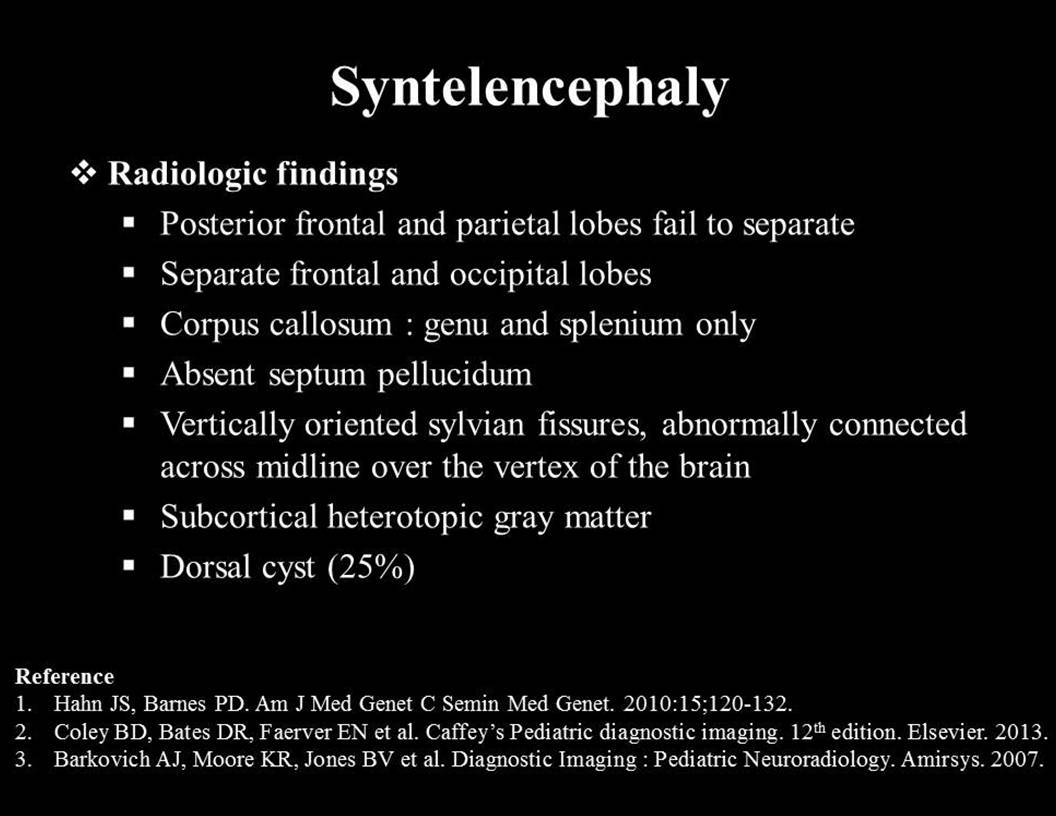 Syntelencephaly
❖ Radiologic findings
▪ Posterior frontal and parietal lobes fail to separate
▪ Separate frontal and occipital lobes
▪ Corpus callosum : genu and splenium only
▪ Absent septum pellucidum
▪ Vertically oriented sylvian fissures, abnormally connected
across midline over the vertex of the brain
▪ Subcortical heterotopic gray matter
▪ Dorsal cyst (25%)
Reference
1. Hahn JS, Barnes PD. Am J Med Genet C Semin Med Genet. 2010:15;120-132.
2. Coley BD, Bates DR, Faerver EN et al. Caffey’s Pediatric diagnostic imaging. 12th edition. Elsevier. 2013.
3. Barkovich AJ, Moore KR, Jones BV et al. Diagnostic Imaging : Pediatric Neuroradiology. Amirsys. 2007.